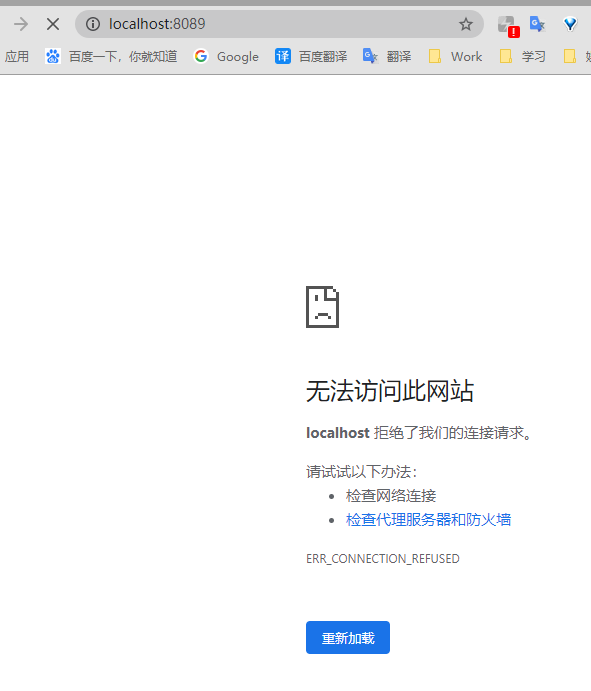 localhost:8089
应用 百度一下，你就知道 Google 译 百度翻译 翻译 Work 学习
无法访问此网站
localhost 拒绝了我们的连接请求。
请试试以下办法：
检查网络连接
检查代理服务器和防火墙
ERR_CONNECTION_REFUSED
重新加载